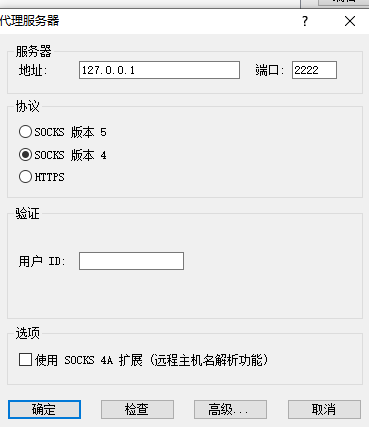 代理服务器
服务器
地址: 127.0.0.1 端口: 2222
协议
SOCKS 版本 5
SOCKS 版本 4
HTTPS
验证
用户 ID:
选项
使用 SOCKS 4A 扩展 (远程主机名解析功能)
确定 检查 高级... 取消